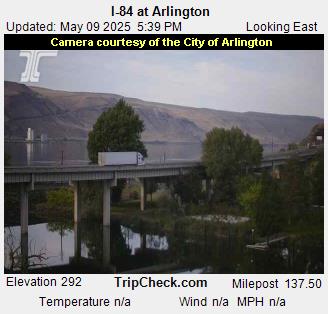 I-84 at Arlington
Updated: May 09 2025 5:39 PM Looking East
Camera courtesy of the City of Arlington
Elevation 292 TripCheck.com Milepost 137.50
Temperature n/a Wind n/a MPH n/a